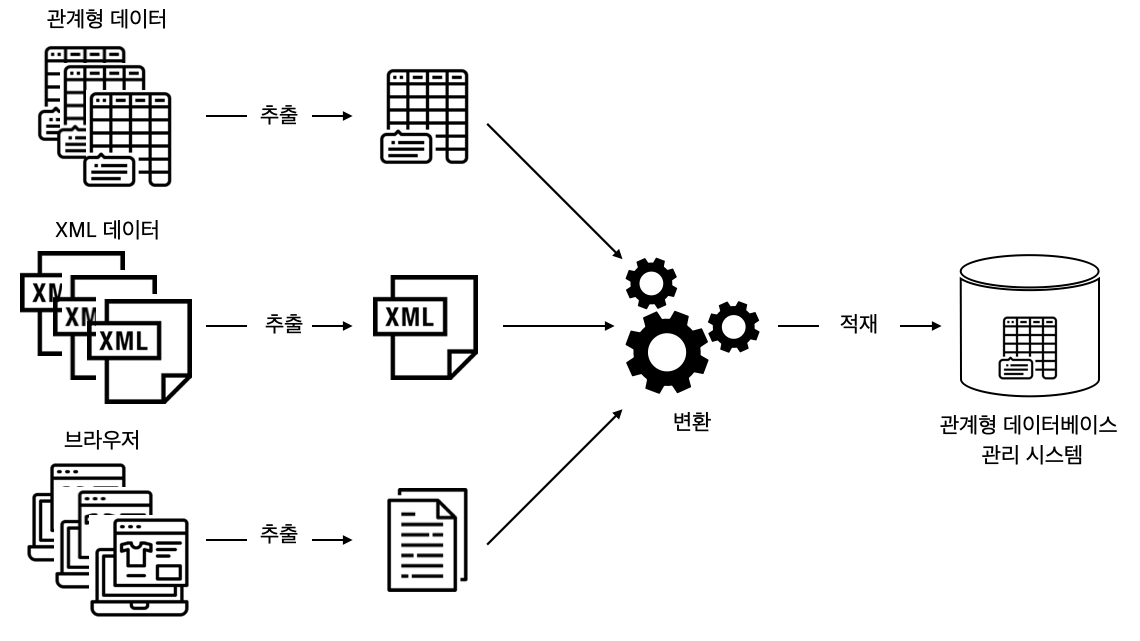 관계형 데이터
추출
XML 데이터
XM
XM
XML
추출
XML
변환
적재
관계형 데이터베이스
관리 시스템
브라우저
추출